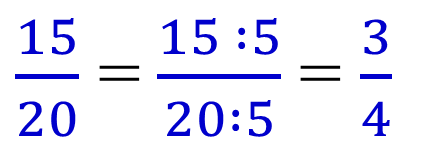 15/20 = 15 :5/20:5 = 3/4